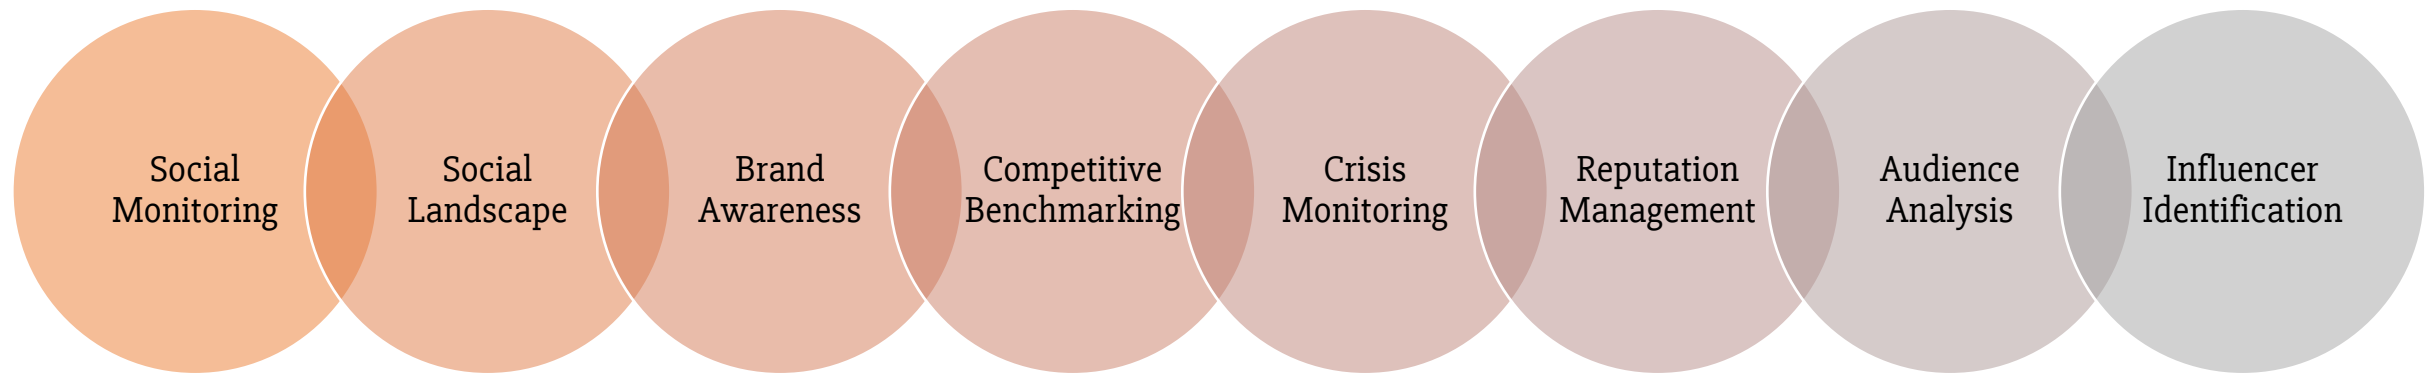 Social
Monitoring
Social
Landscape
Brand
Awareness
Competitive
Benchmarking
Crisis
Monitoring
Reputation
Management
Audience
Analysis
Influencer
Identification